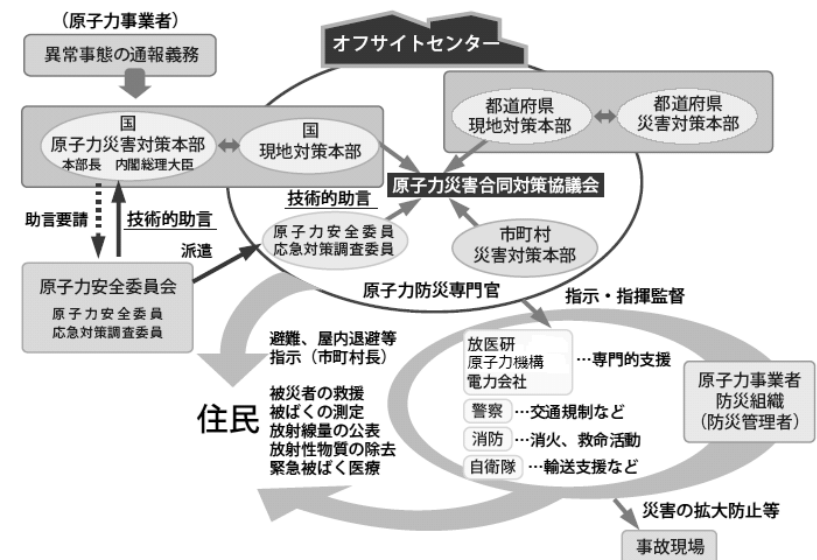 （原子力事業者）
異常事態の通報義務
オフサイトセンター
国
原子力災害対策本部
本部長　内閣総理大臣
国
現地対策本部
都道府県
現地対策本部
都道府県
災害対策本部
原子力災害合同対策協議会
助言要請
技術的助言
派遣
技術的助言
原子力安全委員
応急対策調査委員
市町村
災害対策本部
原子力安全委員会
原子力安全委員
応急対策調査委員
原子力防災専門官
指示・指揮監督
避難、屋内退避等
指示（市町村長）
住民
被災者の救援
被ばくの測定
放射線量の公表
放射性物質の除去
緊急被ばく医療
放医研
原子力機構
電力会社
…専門的支援
警察…交通規制など
消防…消火、救命活動
自衛隊…輸送支援など
原子力事業者
防災組織
（防災管理者）
災害の拡大防止等
事故現場